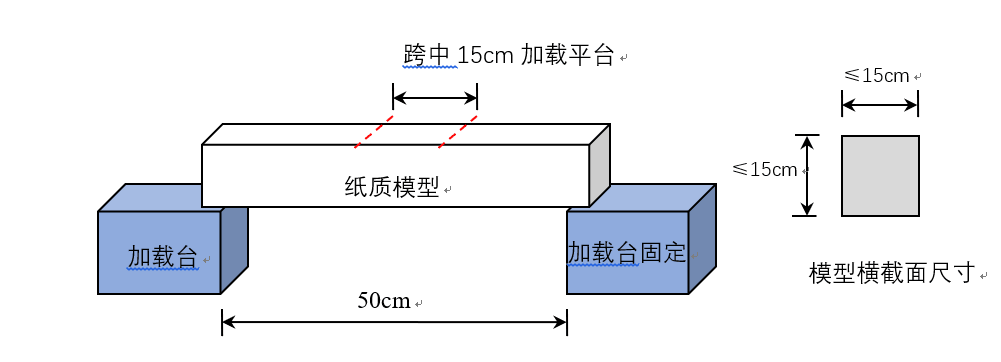 跨中 15cm 加载平台
≤15cm
≤15cm
纸质模型
加载台
加载台固定
模型横截面尺寸
50cm